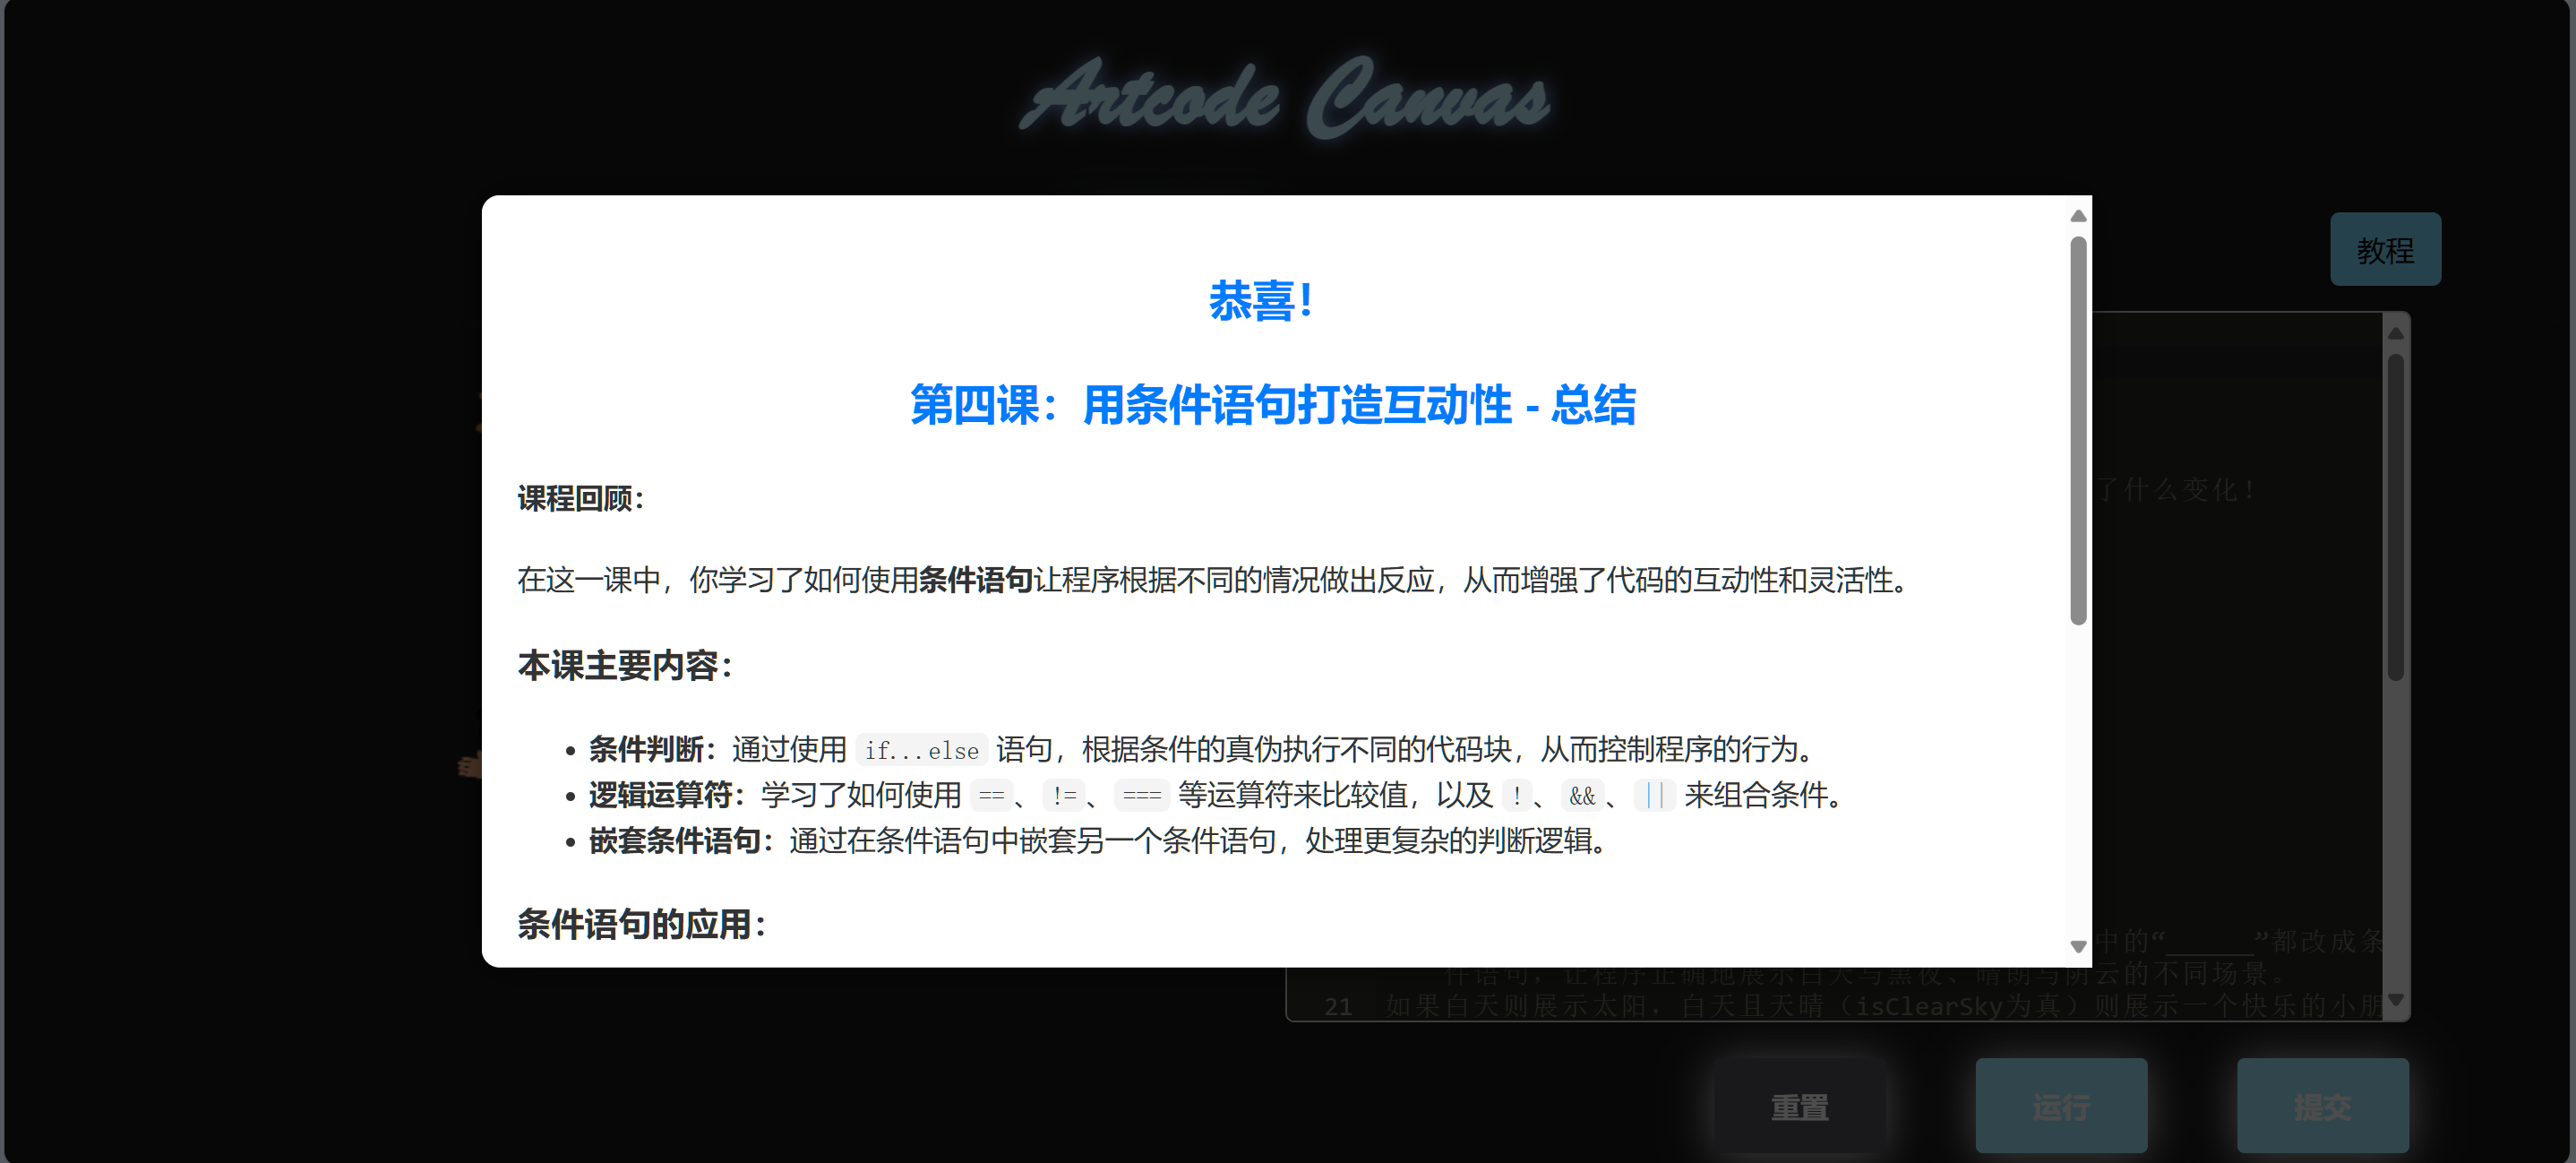 Artcode Canvas
教程
恭喜！
第四课：用条件语句打造互动性 - 总结
课程回顾：
在这一课中，你学习了如何使用条件语句让程序根据不同的情况做出反应，从而增强了代码的互动性和灵活性。
本课主要内容：
• 条件判断：通过使用 if...else 语句，根据条件的真伪执行不同的代码块，从而控制程序的行为。
• 逻辑运算符：学习了如何使用 ==、!=、=== 等运算符来比较值，以及 !、&&、|| 来组合条件。
• 嵌套条件语句：通过在条件语句中嵌套另一个条件语句，处理更复杂的判断逻辑。
条件语句的应用：
了什么变化！
中的“______”都改成条
件语句，让程序正确地展示白天与黑夜、晴朗与阴云的不同场景。
21 如果白天则展示太阳，白天且天晴（isClearSky为真）则展示一个快乐的小朋
重置
运行
提交